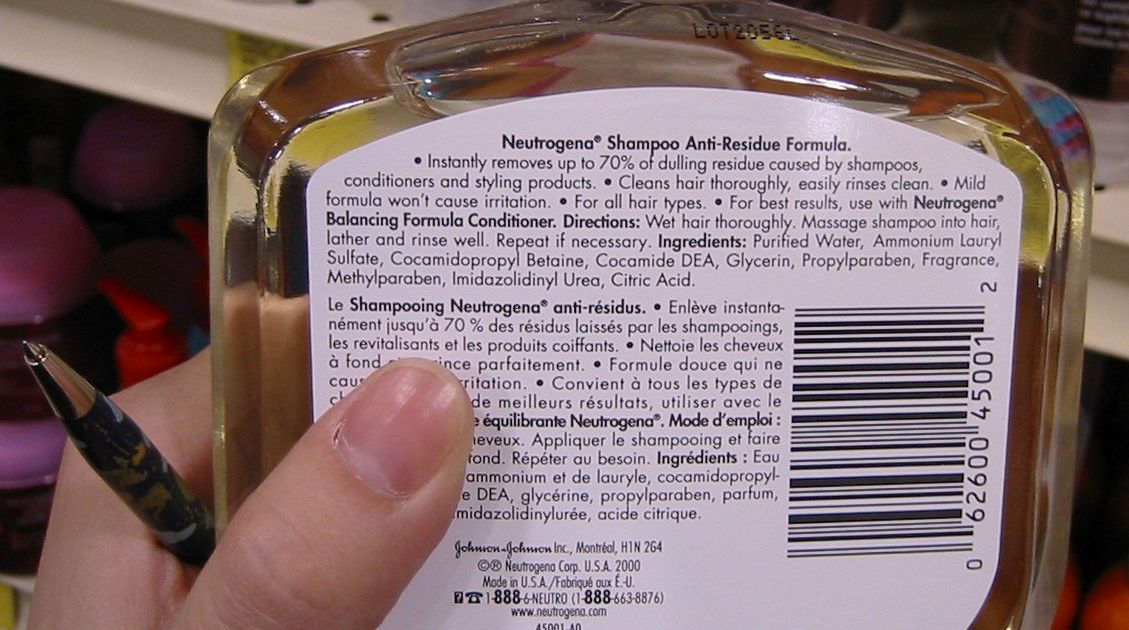 LOT2056L
Neutrogena® Shampoo Anti-Residue Formula.
• Instantly removes up to 70% of dulling residue caused by shampoos,
conditioners and styling products. • Cleans hair thoroughly, easily rinses clean. • Mild
formula won't cause irritation. • For all hair types. • For best results, use with Neutrogena®
Balancing Formula Conditioner. Directions: Wet hair thoroughly. Massage shampoo into hair,
lather and rinse well. Repeat if necessary. Ingredients: Purified Water, Ammonium Lauryl
Sulfate, Cocamidopropyl Betaine, Cocamide DEA, Glycerin, Propylparaben, Fragrance,
Methylparaben, Imidazolidinyl Urea, Citric Acid.
Le Shampooing Neutrogena® anti-résidus. • Enlève instanta-
nément jusqu'à 70 % des résidus laissés par les shampooings,
les revitalisants et les produits coiffants. • Nettoie les cheveux
à fond parfaitement. • Formule douce qui ne
• Convient à tous les types de
de meilleurs résultats, utiliser avec le
équilibrante Neutrogena®. Mode d'emploi :
Appliquer le shampooing et faire
Répéter au besoin. Ingrédients : Eau
ammonium et de lauryle, cocamidopropyl-
DEA, glycérine, propylparaben, parfum,
acide citrique.
Johnson & Johnson Inc., Montréal, H1N 2G4
©® Neutrogena Corp. U.S.A. 2000
Made in U.S.A./Fabriqué aux É.-U.
1-888-6-NEUTRO (1-888-663-8876)
www.neutrogena.com
45001-A0
0 62600 45001 2